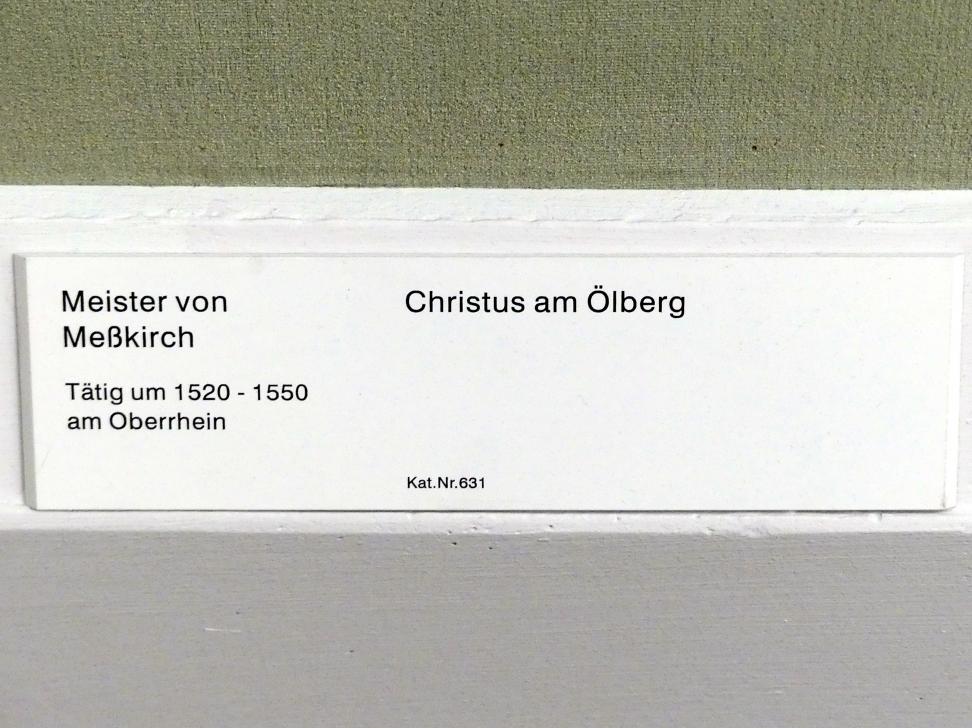 Meister von
Meßkirch
Tätig um 1520 - 1550
am Oberrhein
Christus am Ölberg
Kat.Nr.631